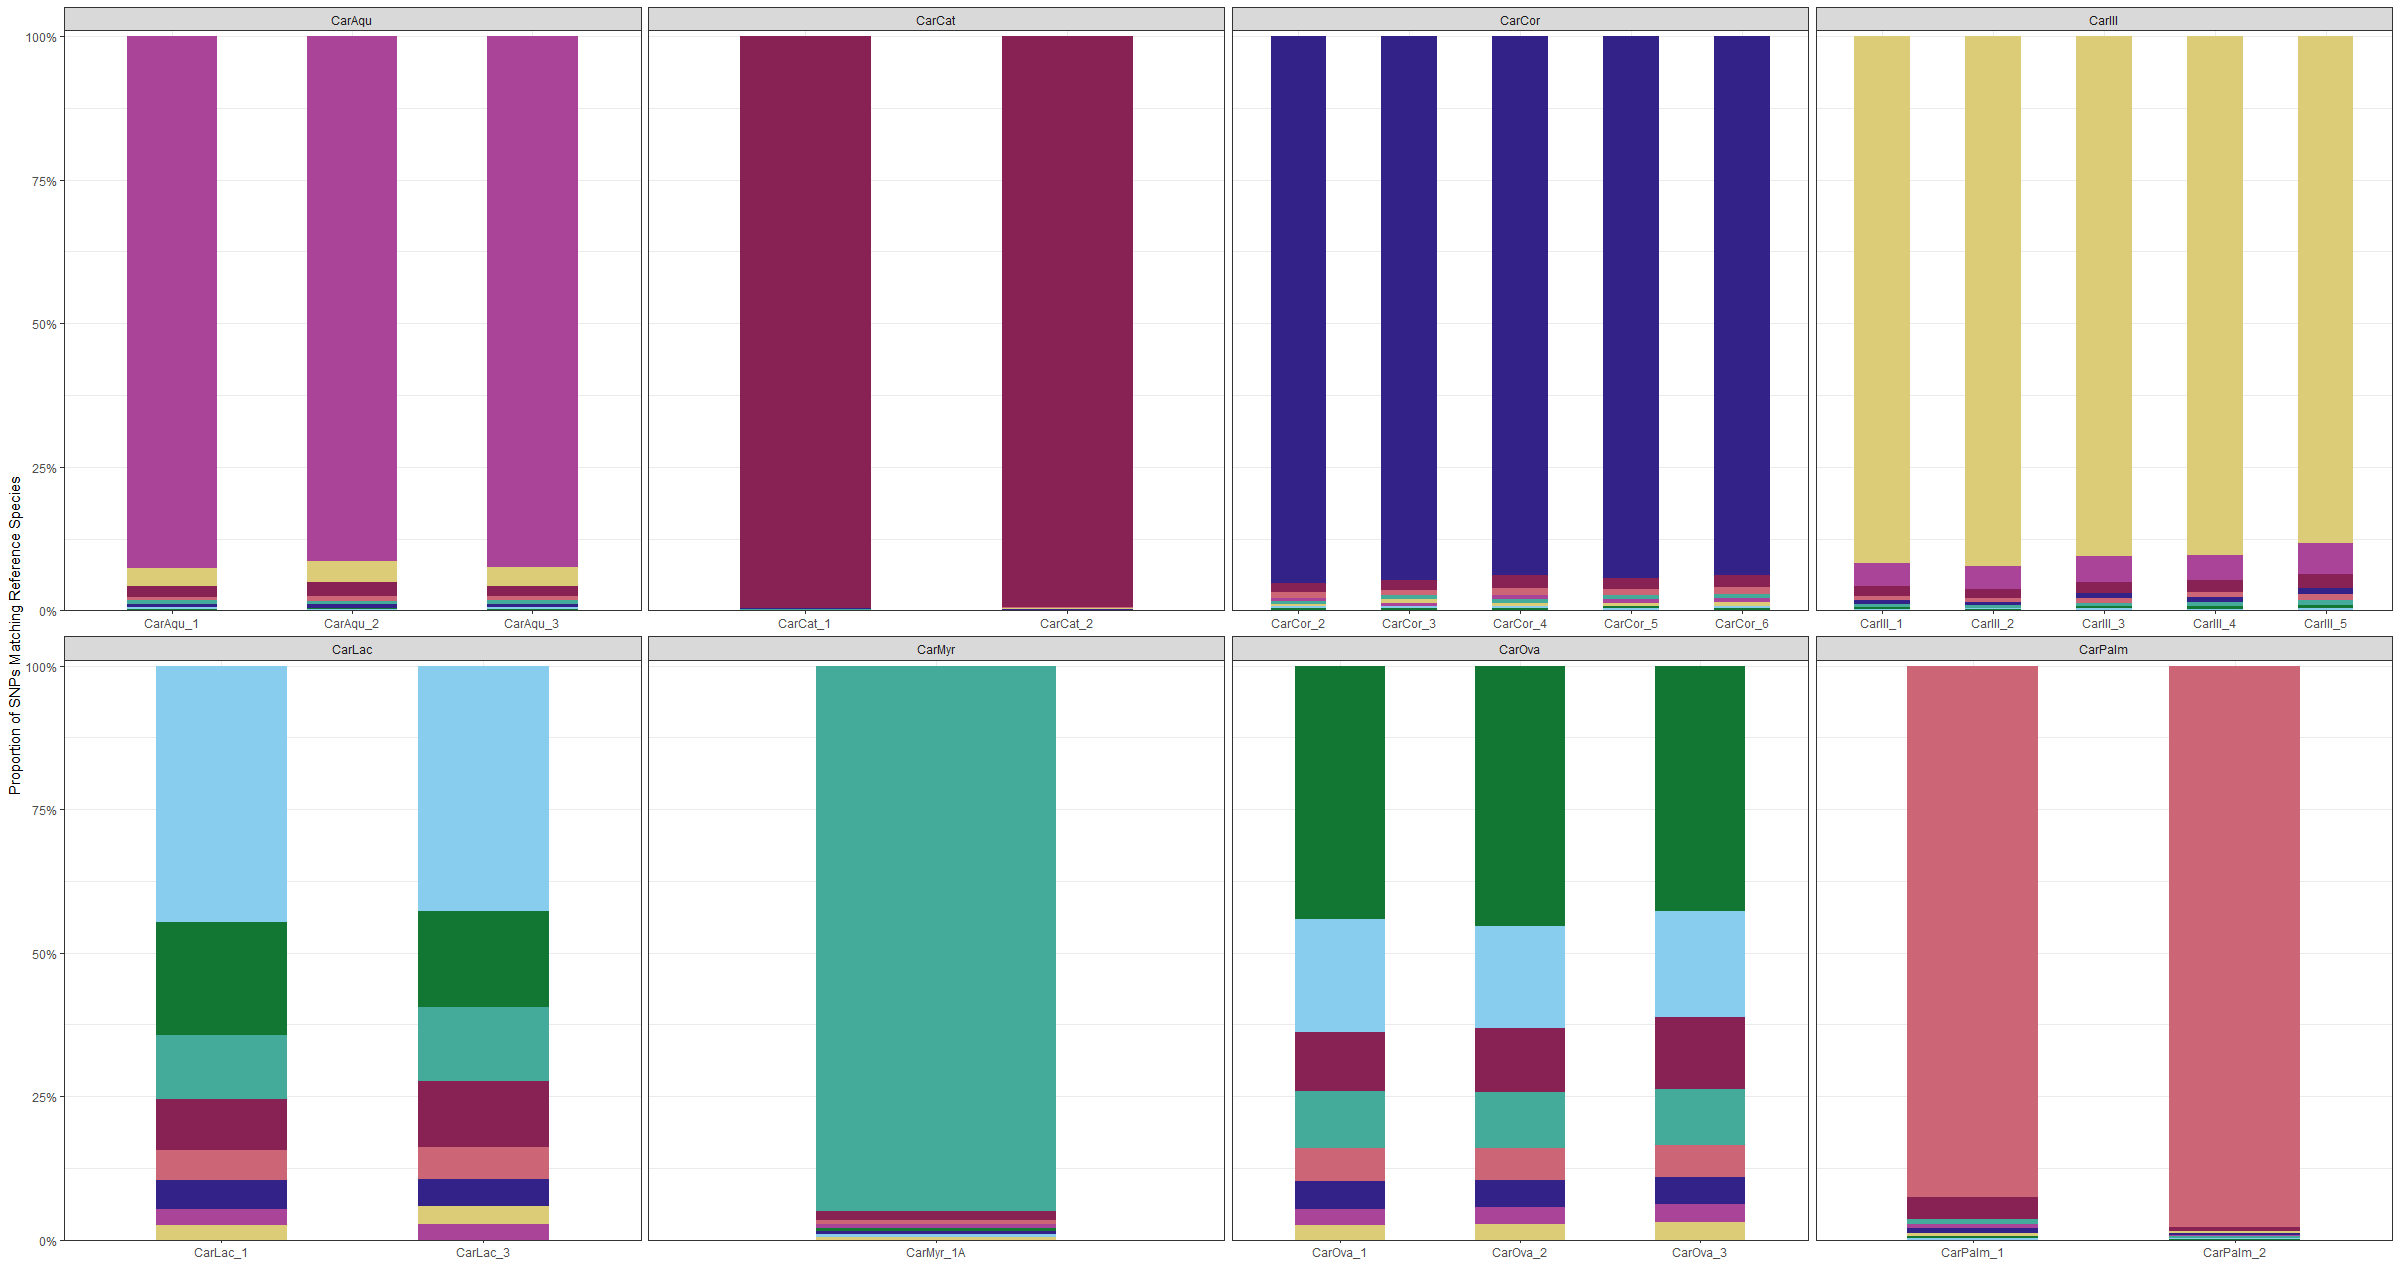 CarAqu CarCat CarCor CarIll
100%
75%
50%
25%
0%
CarAqu_1 CarAqu_2 CarAqu_3 CarCat_1 CarCat_2 CarCor_2 CarCor_3 CarCor_4 CarCor_5 CarCor_6 CarIll_1 CarIll_2 CarIll_3 CarIll_4 CarIll_5
Proportion of SNPs Matching Reference Species
CarLac CarMyr CarOva CarPalm
100%
75%
50%
25%
0%
CarLac_1 CarLac_3 CarMyr_1A CarOva_1 CarOva_2 CarOva_3 CarPalm_1 CarPalm_2